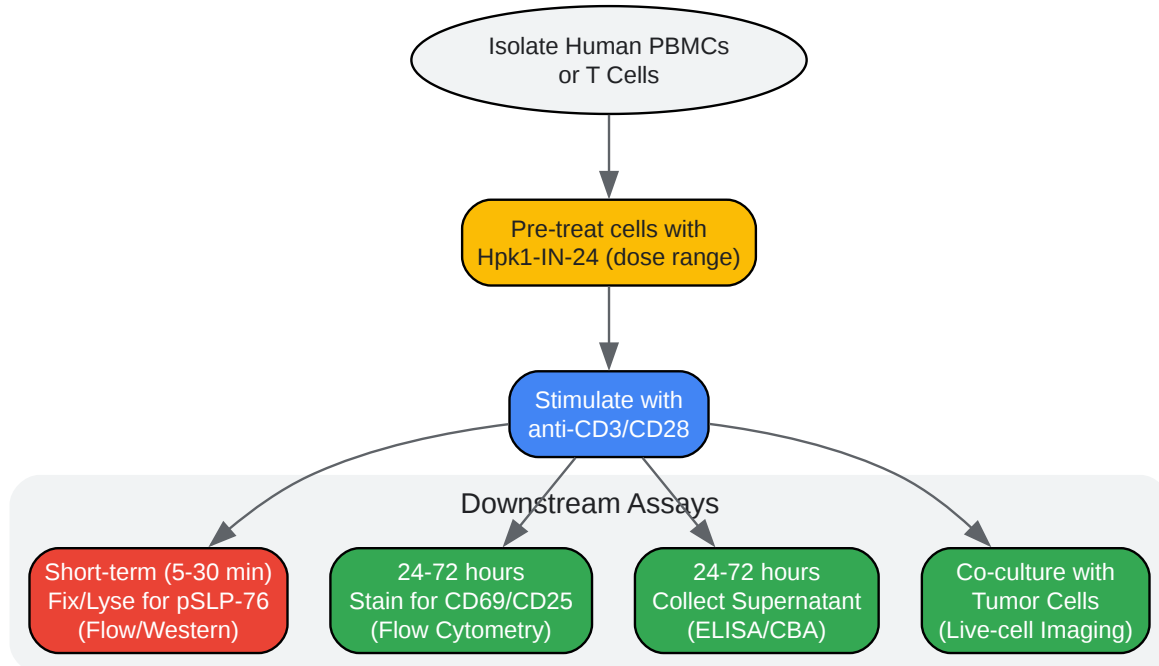 Isolate Human PBMCs
or T Cells
Pre-treat cells with
Hpk1-IN-24 (dose range)
Stimulate with
anti-CD3/CD28
Downstream Assays
Short-term (5-30 min)
Fix/Lyse for pSLP-76
(Flow/Western)
24-72 hours
Stain for CD69/CD25
(Flow Cytometry)
24-72 hours
Collect Supernatant
(ELISA/CBA)
Co-culture with
Tumor Cells
(Live-cell Imaging)